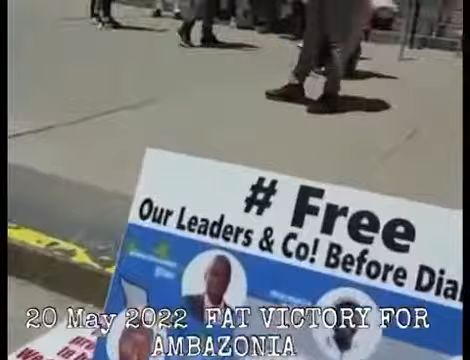 # Free
Our Leaders & Co! Before Dia
20 May 2022 FAT VICTORY FOR
AMBAZONIA